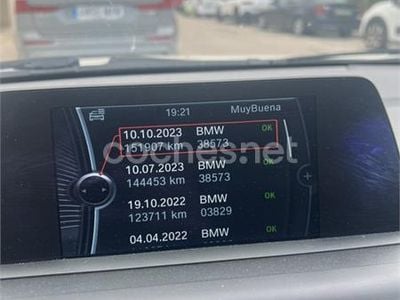 19:21 MuyBuena
10.10.2023 BMW OK
151907 km 38573
coches.net
10.07.2023 BMW OK
144453 km 38573
19.10.2022 BMW OK
123711 km 03829
04.04.2022 BMW OK